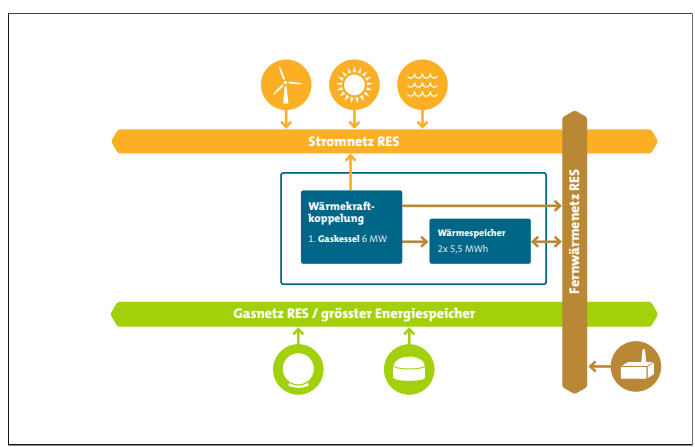 Stromnetz RES
Wärmekraft-
koppelung
1. Gaskessel 6 MW
Wärmespeicher
2x 5,5 MWh
Fernwärmenetz RES
Gasnetz RES / grösster Energiespeicher